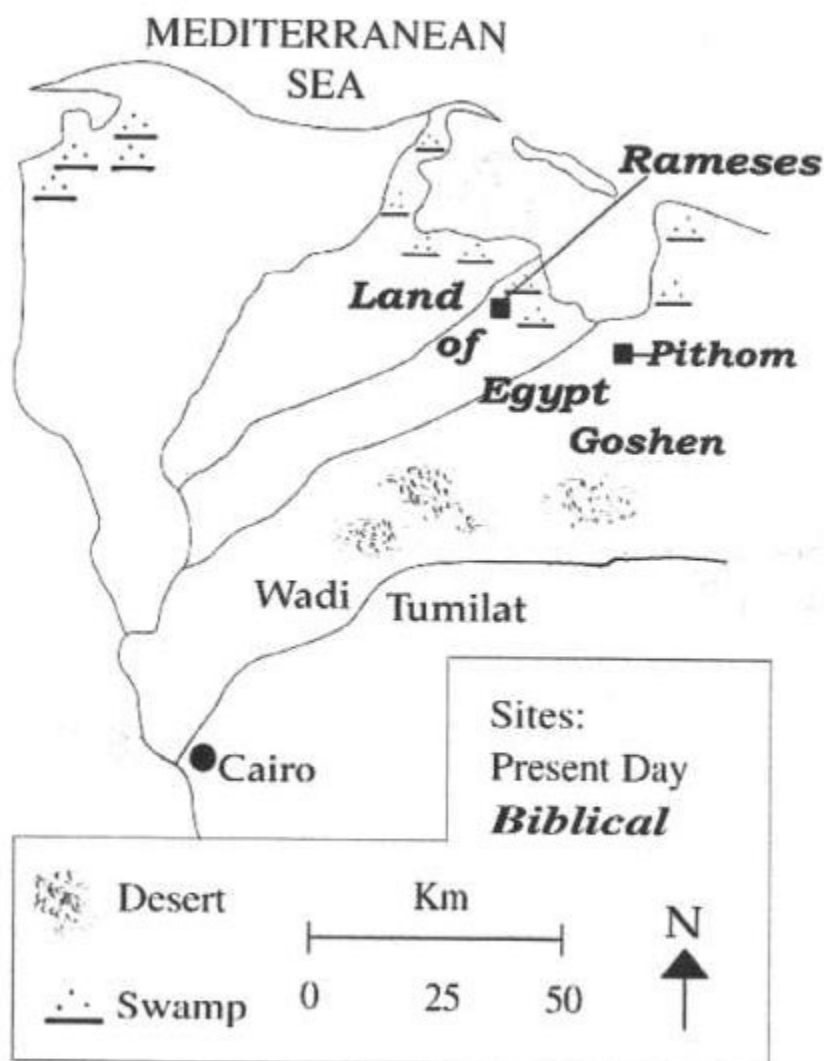 MEDITERRANEAN
SEA
Rameses
Land
of
Egypt
Pithom
Goshen
Wadi Tumilat
Cairo
Sites:
Present Day
Biblical
Desert
Swamp
Km
0 25 50
N